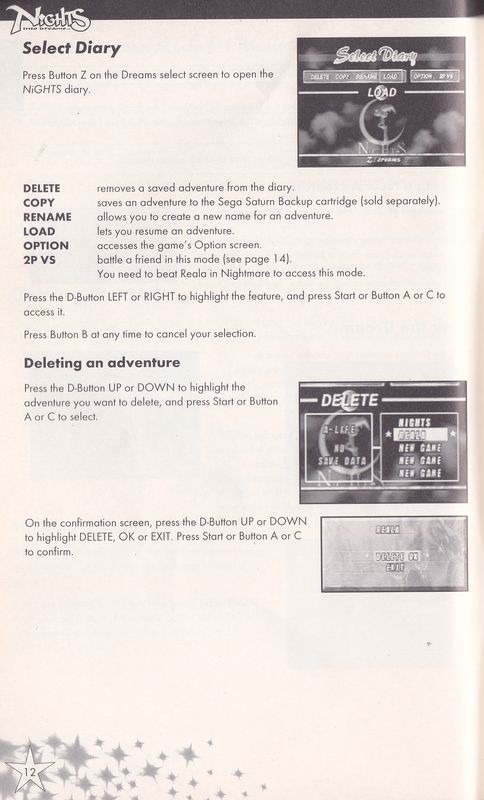 NiGHTS
into Dreams...
Select Diary
Press Button Z on the Dreams select screen to open the
NiGHTS diary.
Select Diary
DELETE COPY RENAME LOAD OPTION 2P VS
LOAD
NiGHTS
DELETE removes a saved adventure from the diary.
COPY saves an adventure to the Sega Saturn Backup cartridge (sold separately).
RENAME allows you to create a new name for an adventure.
LOAD lets you resume an adventure.
OPTION accesses the game's Option screen.
2P VS battle a friend in this mode (see page 14).
You need to beat Reala in Nightmare to access this mode.
Press the D-Button LEFT or RIGHT to highlight the feature, and press Start or Button A or C to
access it.
Press Button B at any time to cancel your selection.
Deleting an adventure
Press the D-Button UP or DOWN to highlight the
adventure you want to delete, and press Start or Button
A or C to select.
DELETE
A-LIFE
NO
SAVE DATA
NIGHTS
REALA
NEW GAME
NEW GAME
NEW GAME
On the confirmation screen, press the D-Button UP or DOWN
to highlight DELETE, OK or EXIT. Press Start or Button A or C
to confirm.
REALA
DELETE OK
EXIT
12